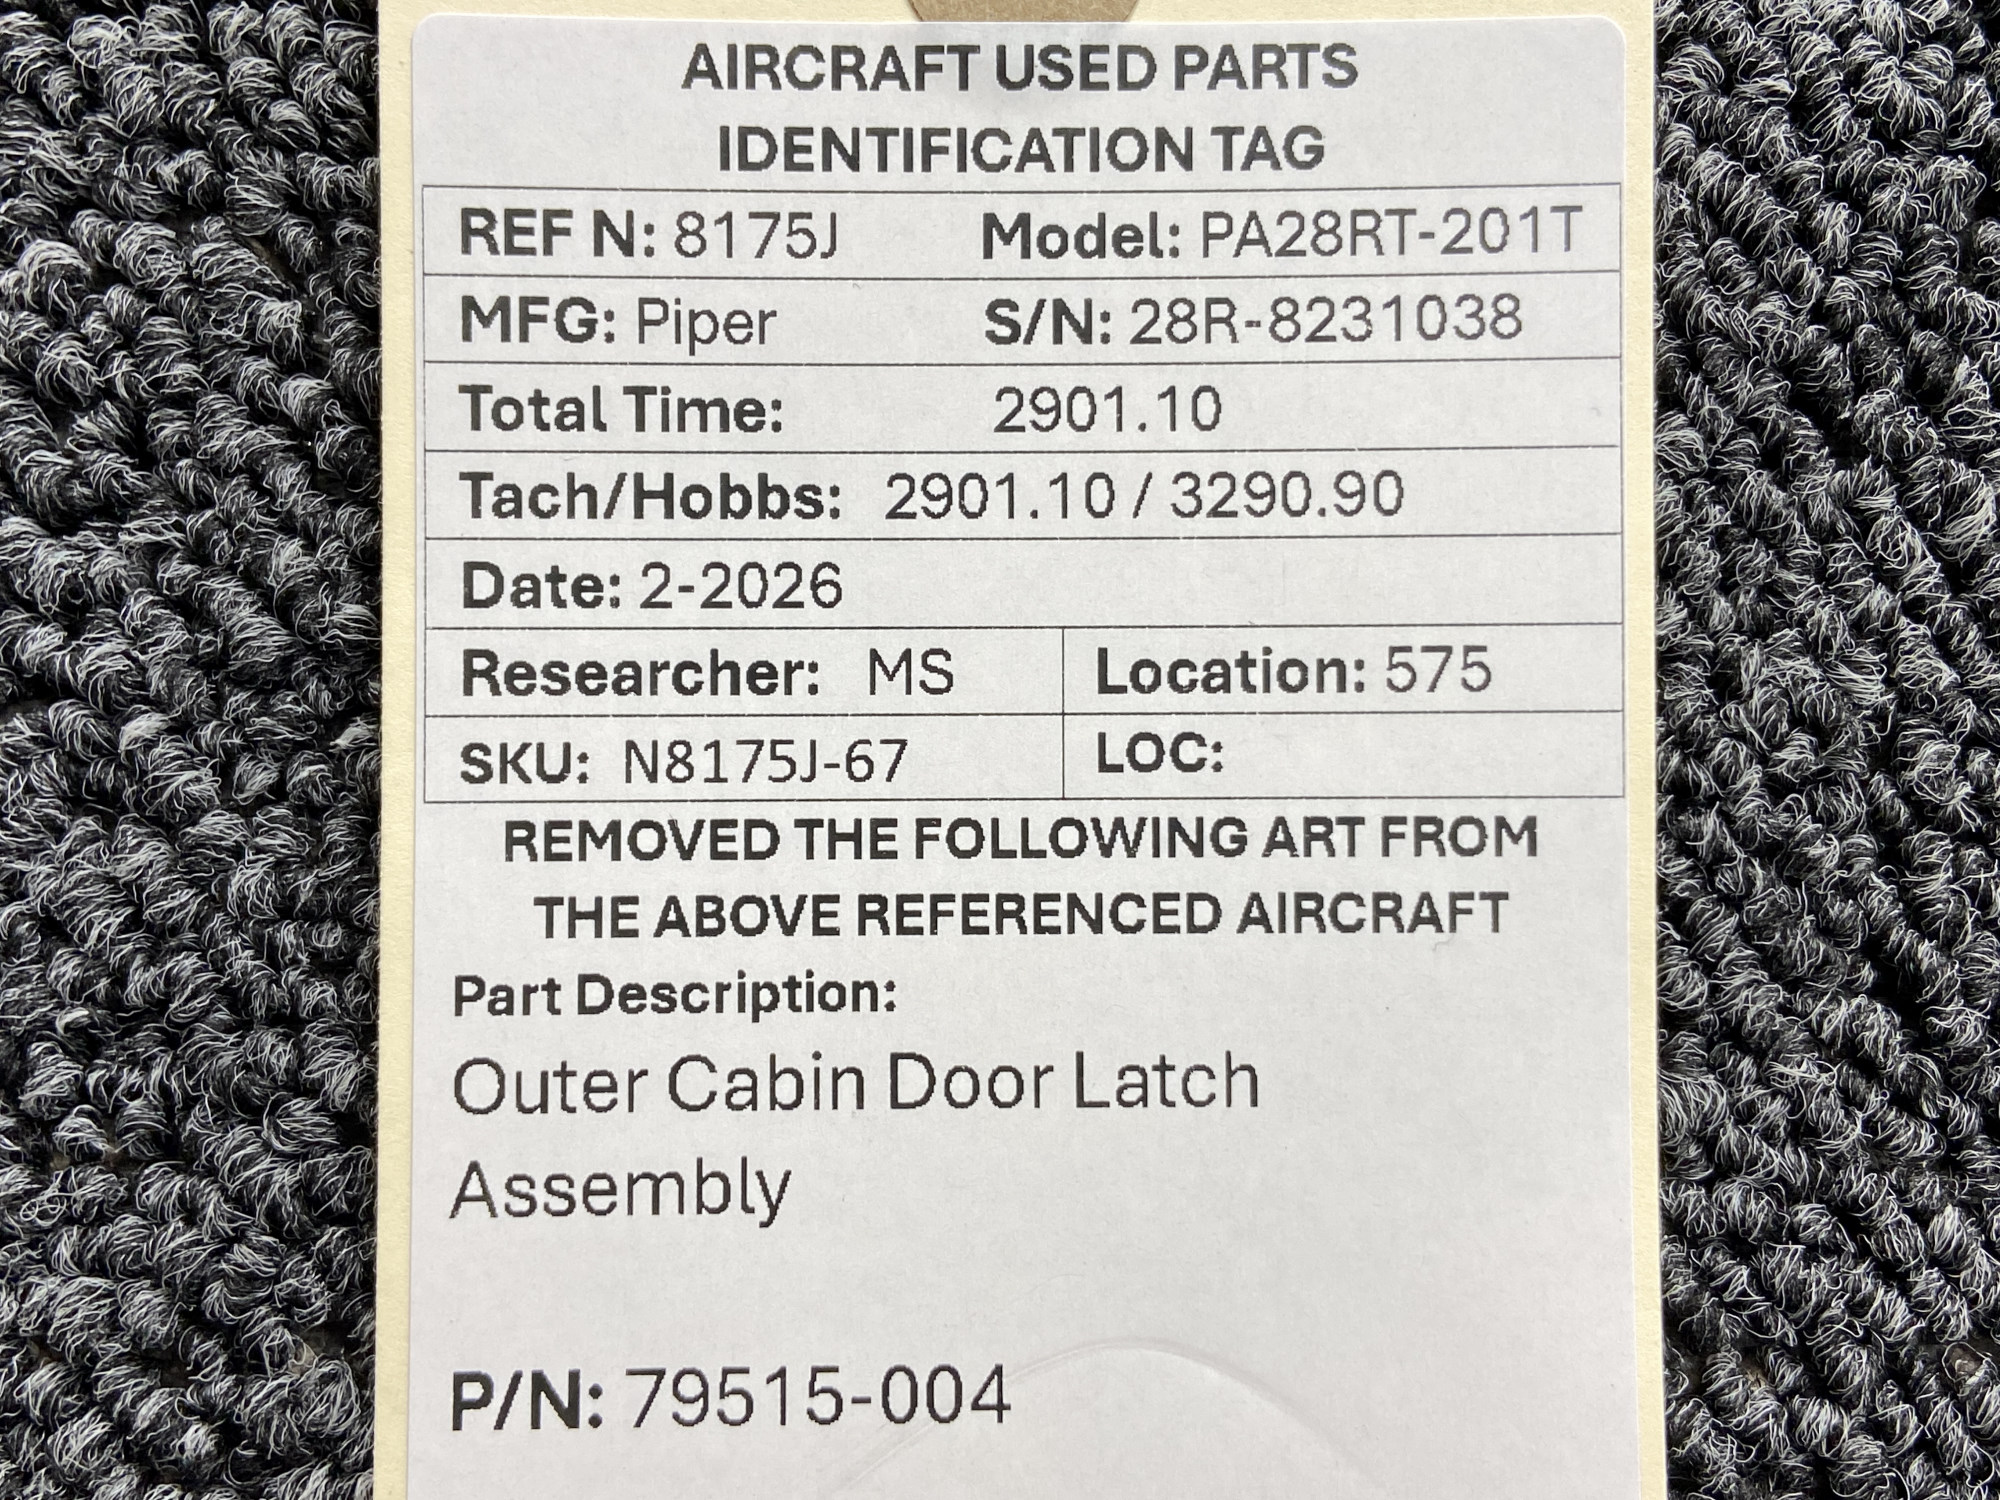 AIRCRAFT USED PARTS
IDENTIFICATION TAG
REF N: 8175J Model: PA28RT-201T
MFG: Piper S/N: 28R-8231038
Total Time: 2901.10
Tach/Hobbs: 2901.10 / 3290.90
Date: 2-2026
Researcher: MS Location: 575
SKU: N8175J-67 LOC:
REMOVED THE FOLLOWING ART FROM
THE ABOVE REFERENCED AIRCRAFT
Part Description:
Outer Cabin Door Latch
Assembly
P/N: 79515-004